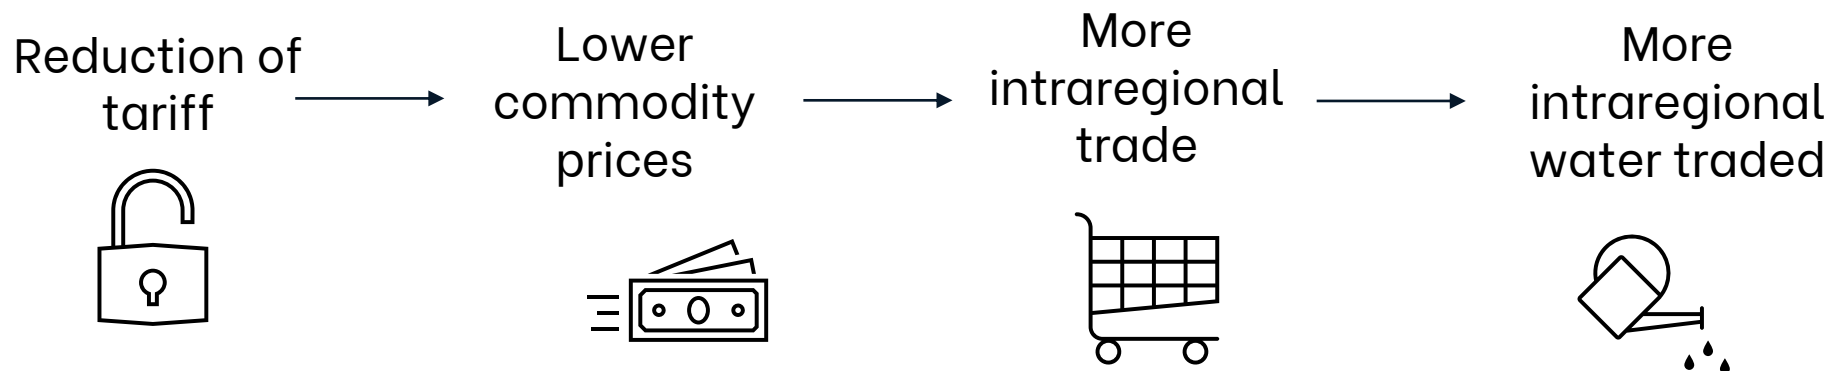 Reduction of
tariff
Lower
commodity
prices
More
intraregional
trade
More
intraregional
water traded